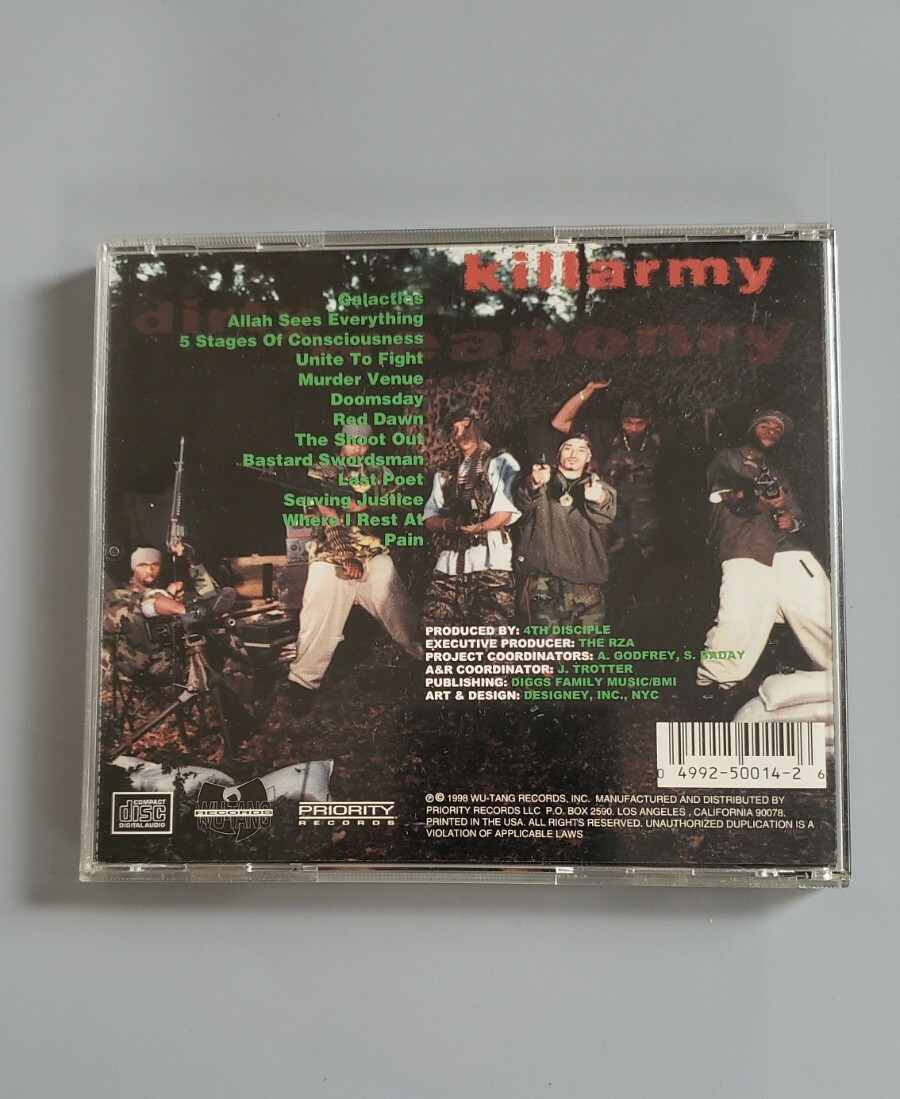 killarmy
dirty weaponry
Galactics
Allah Sees Everything
5 Stages Of Consciousness
Unite To Fight
Murder Venue
Doomsday
Red Dawn
The Shoot Out
Bastard Swordsman
Last Poet
Serving Justice
Where I Rest At
Pain
PRODUCED BY: 4TH DISCIPLE
EXECUTIVE PRODUCER: THE RZA
PROJECT COORDINATORS: A. GODFREY, S. BADAY
A&R COORDINATOR: J. TROTTER
PUBLISHING: DIGGS FAMILY MUSIC/BMI
ART & DESIGN: DESIGNEY, INC., NYC
0 4992-50014-2 6
COMPACT
disc
DIGITAL AUDIO
WU-TANG
RECORDS
PRIORITY
RECORDS
℗ © 1998 WU-TANG RECORDS, INC. MANUFACTURED AND DISTRIBUTED BY
PRIORITY RECORDS LLC P.O. BOX 2590. LOS ANGELES , CALIFORNIA 90078.
PRINTED IN THE USA. ALL RIGHTS RESERVED. UNAUTHORIZED DUPLICATION IS A
VIOLATION OF APPLICABLE LAWS